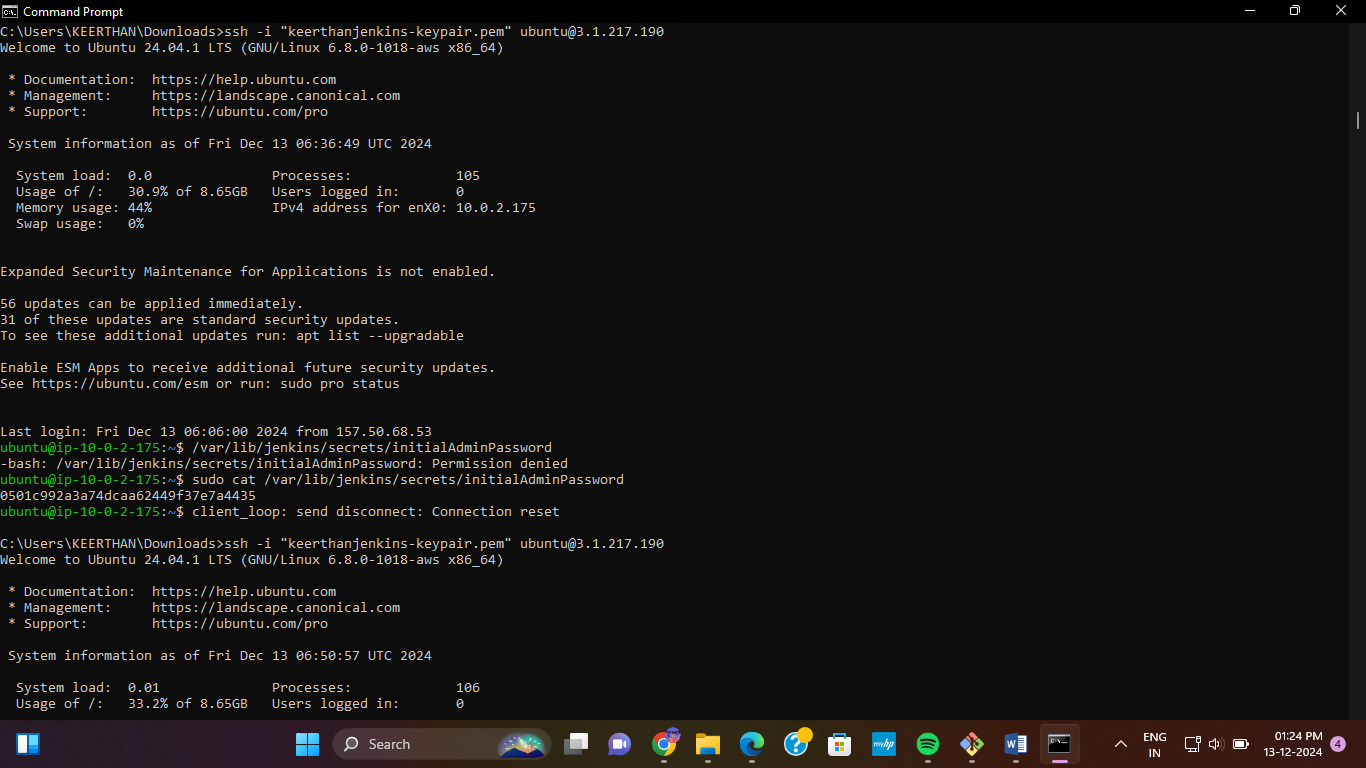 Command Prompt
C:\Users\KEERTHAN\Downloads>ssh -i "keerthanjenkins-keypair.pem" ubuntu@3.1.217.190
Welcome to Ubuntu 24.04.1 LTS (GNU/Linux 6.8.0-1018-aws x86_64)
* Documentation:  https://help.ubuntu.com
* Management:     https://landscape.canonical.com
* Support:        https://ubuntu.com/pro
System information as of Fri Dec 13 06:36:49 UTC 2024
System load:  0.0               Processes:             105
Usage of /:   30.9% of 8.65GB   Users logged in:       0
Memory usage: 44%               IPv4 address for enX0: 10.0.2.175
Swap usage:   0%
Expanded Security Maintenance for Applications is not enabled.
56 updates can be applied immediately.
31 of these updates are standard security updates.
To see these additional updates run: apt list --upgradable
Enable ESM Apps to receive additional future security updates.
See https://ubuntu.com/esm or run: sudo pro status
Last login: Fri Dec 13 06:06:00 2024 from 157.50.68.53
ubuntu@ip-10-0-2-175:~$ /var/lib/jenkins/secrets/initialAdminPassword
-bash: /var/lib/jenkins/secrets/initialAdminPassword: Permission denied
ubuntu@ip-10-0-2-175:~$ sudo cat /var/lib/jenkins/secrets/initialAdminPassword
0501c992a3a74dcaa62449f37e7a4435
ubuntu@ip-10-0-2-175:~$ client_loop: send disconnect: Connection reset
C:\Users\KEERTHAN\Downloads>ssh -i "keerthanjenkins-keypair.pem" ubuntu@3.1.217.190
Welcome to Ubuntu 24.04.1 LTS (GNU/Linux 6.8.0-1018-aws x86_64)
* Documentation:  https://help.ubuntu.com
* Management:     https://landscape.canonical.com
* Support:        https://ubuntu.com/pro
System information as of Fri Dec 13 06:50:57 UTC 2024
System load:  0.01              Processes:             106
Usage of /:   33.2% of 8.65GB   Users logged in:       0
Search
myhp
ENG
IN
01:24 PM
13-12-2024
4